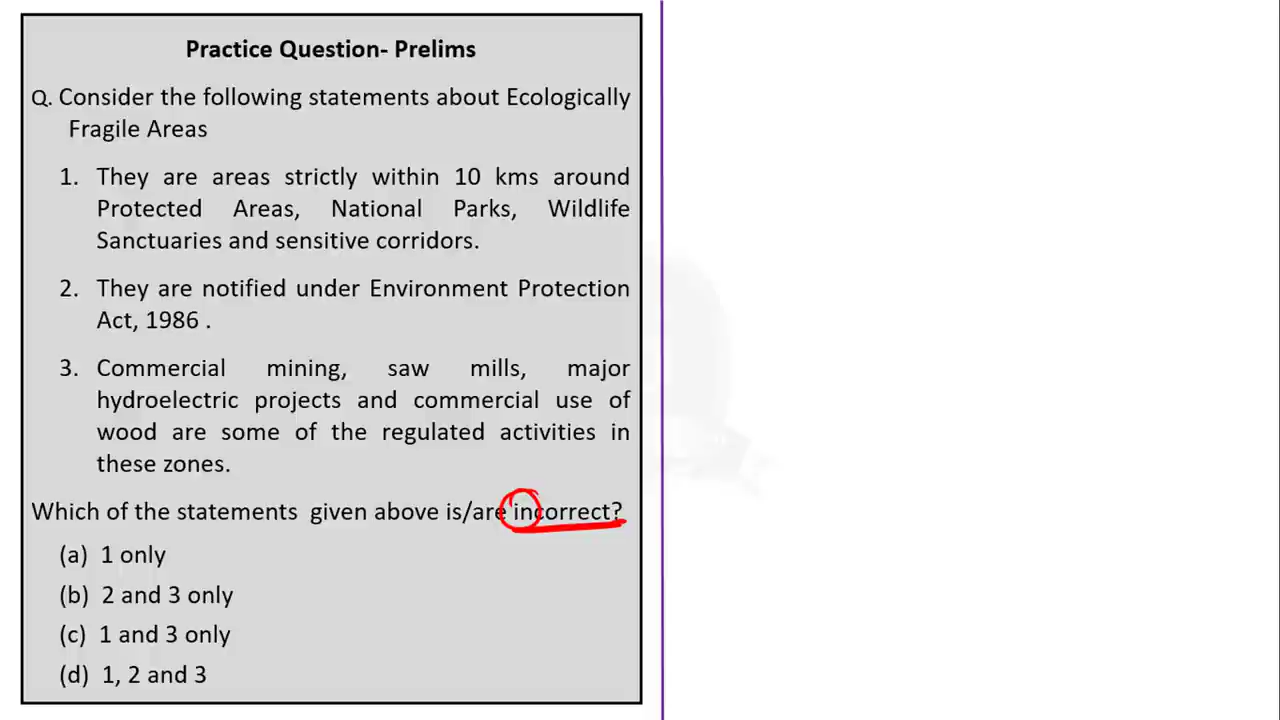 Practice Question- Prelims
Q. Consider the following statements about Ecologically
Fragile Areas
1. They are areas strictly within 10 kms around
Protected Areas, National Parks, Wildlife
Sanctuaries and sensitive corridors.
2. They are notified under Environment Protection
Act, 1986 .
3. Commercial mining, saw mills, major
hydroelectric projects and commercial use of
wood are some of the regulated activities in
these zones.
Which of the statements given above is/are incorrect?
(a) 1 only
(b) 2 and 3 only
(c) 1 and 3 only
(d) 1, 2 and 3